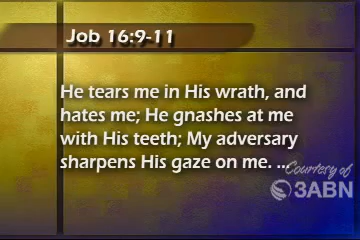 Job 16:9-11
He tears me in His wrath, and
hates me; He gnashes at me
with His teeth; My adversary
sharpens His gaze on me. ...
Courtesy of
3ABN